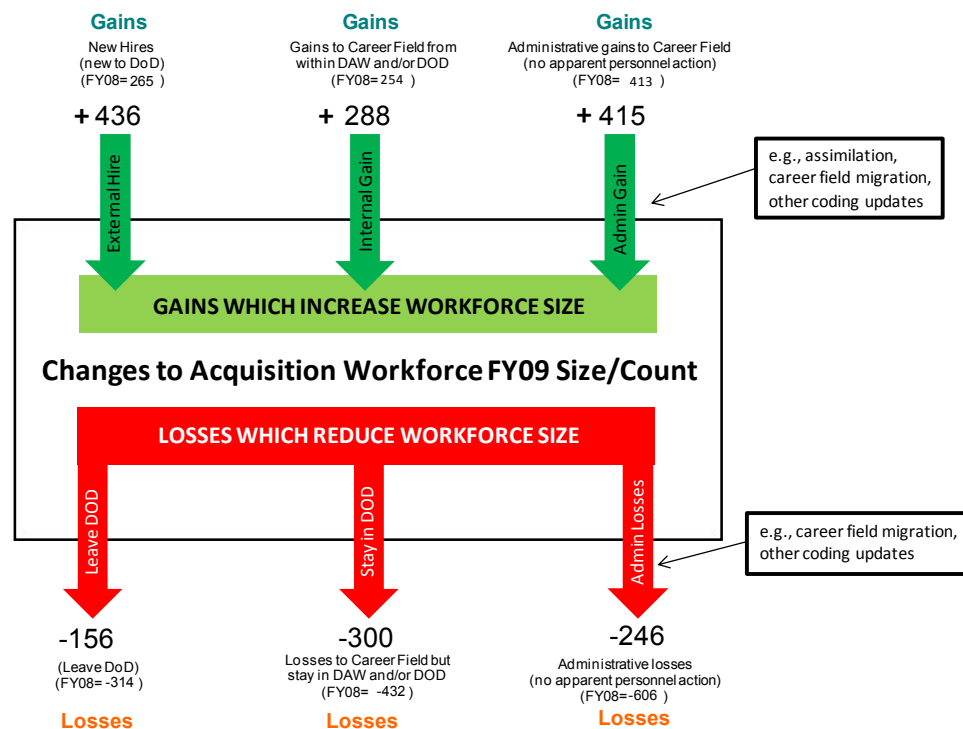 Gains
New Hires
(new to DoD)
(FY08= 265 )
+ 436
Gains
Gains to Career Field from
within DAW and/or DOD
(FY08= 254 )
+ 288
Gains
Administrative gains to Career Field
(no apparent personnel action)
(FY08= 413 )
+ 415
e.g., assimilation,
career field migration,
other coding updates
External Hire
Internal Gain
Admin Gain
GAINS WHICH INCREASE WORKFORCE SIZE
Changes to Acquisition Workforce FY09 Size/Count
LOSSES WHICH REDUCE WORKFORCE SIZE
Leave DOD
Stay in DOD
Admin Losses
e.g., career field migration,
other coding updates
-156
(Leave DoD)
(FY08= -314 )
Losses
-300
Losses to Career Field but
stay in DAW and/or DOD
(FY08= -432 )
Losses
-246
Administrative losses
(no apparent personnel action)
(FY08=-606 )
Losses